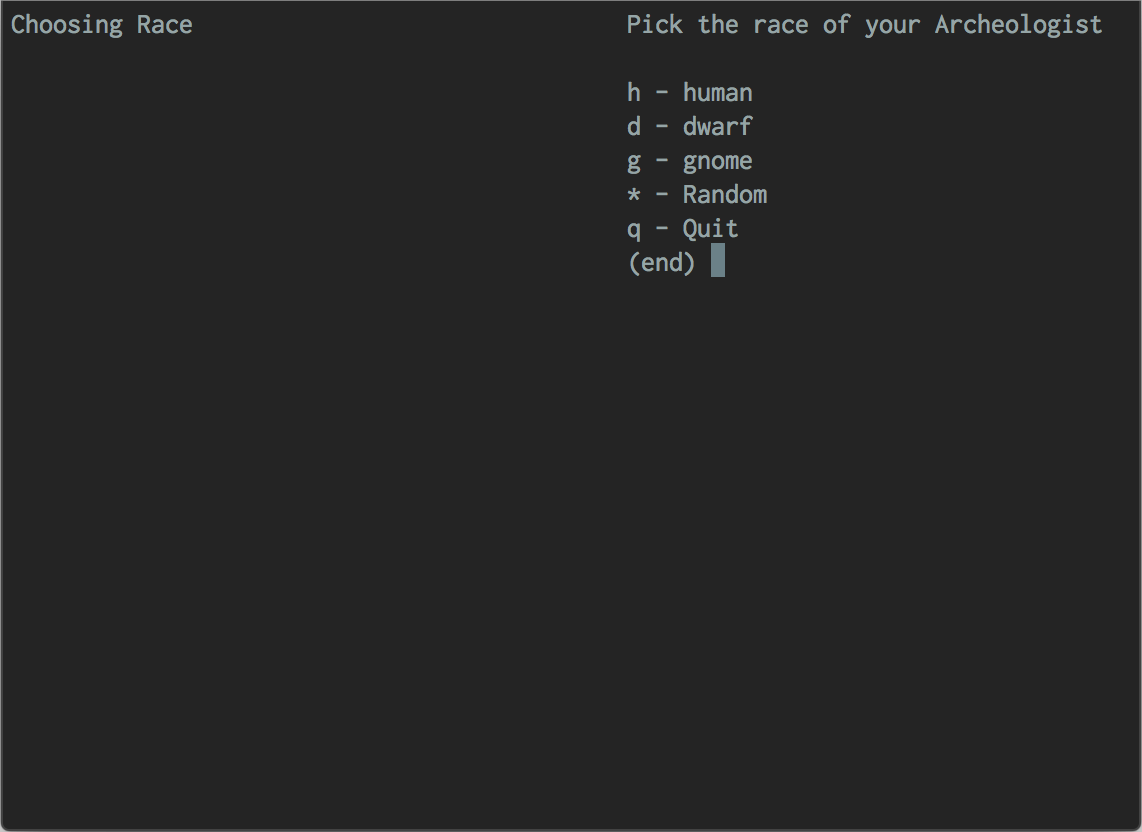 Choosing Race
Pick the race of your Archeologist
h - human
d - dwarf
g - gnome
* - Random
q - Quit
(end)